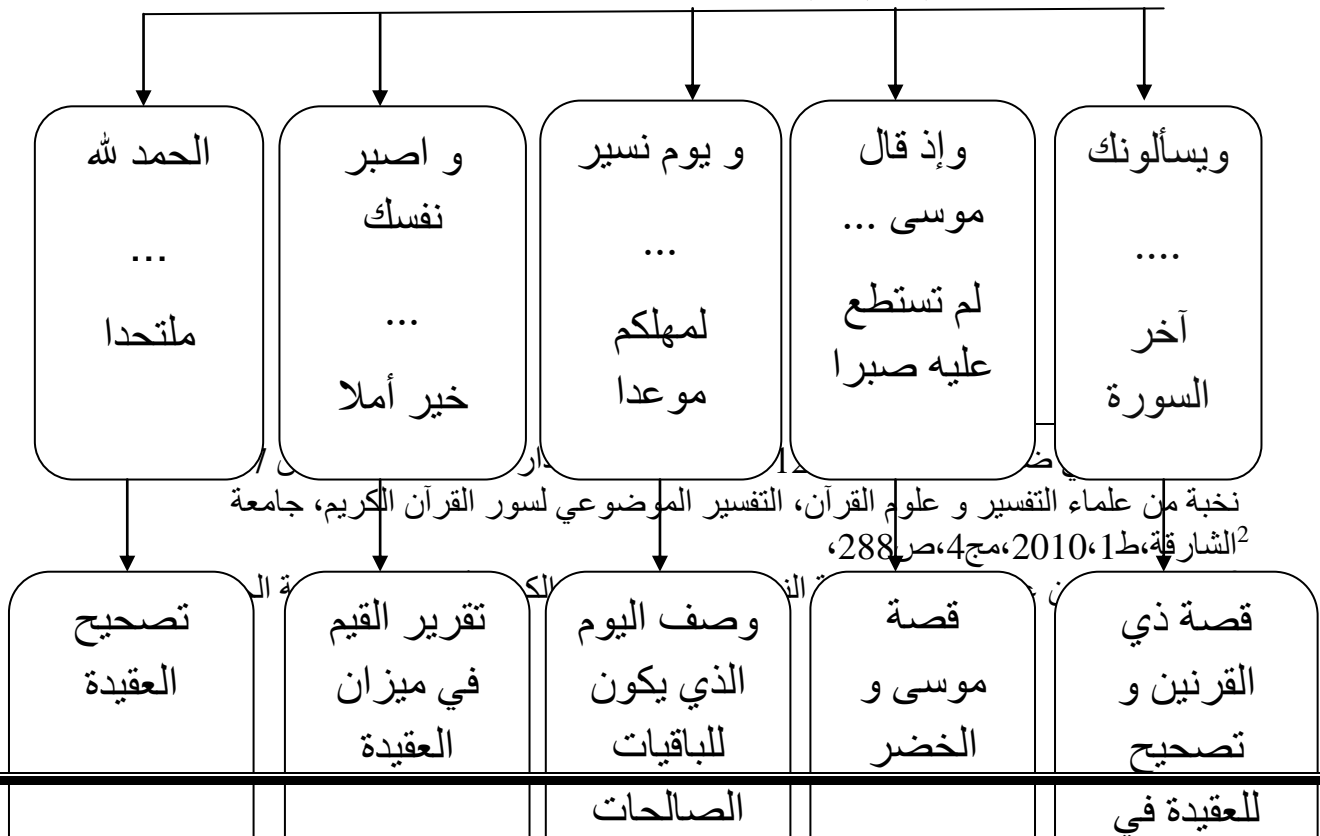 ويسألونك
....
آخر
السورة
وإذ قال
موسى ...
لم تستطع
عليه صبرا
و يوم نسير
...
لمهلكم
موعدا
و اصبر
نفسك
...
خير أملا
الحمد لله
...
ملتحدا
نخبة من علماء التفسير و علوم القرآن، التفسير الموضوعي لسور القرآن الكريم، جامعة
2الشارقة،ط1،2010،مج4،ص288،
قصة ذي
القرنين و
تصحيح
للعقيدة في
قصة
موسى و
الخضر
وصف اليوم
الذي يكون
للباقيات
الصالحات
تقرير القيم
في ميزان
العقيدة
تصحيح
العقيدة